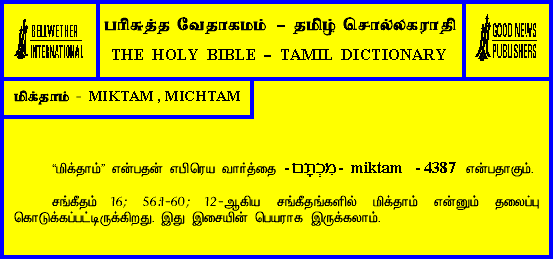 BELLWETHER
INTERNATIONAL
பரிசுத்த வேதாகமம் – தமிழ் சொல்லகராதி
THE HOLY BIBLE – TAMIL DICTIONARY
GOOD NEWS
PUBLISHERS
மிக்தாம் - MIKTAM , MICHTAM
“மிக்தாம்” என்பதன் எபிரெய வார்த்தை - מִכְתָּם - miktam - 4387 என்பதாகும்.
சங்கீதம் 16; 56:1-60; 12-ஆகிய சங்கீதங்களில் மிக்தாம் என்னும் தலைப்பு
கொடுக்கப்பட்டிருக்கிறது. இது இசையின் பெயராக இருக்கலாம்.